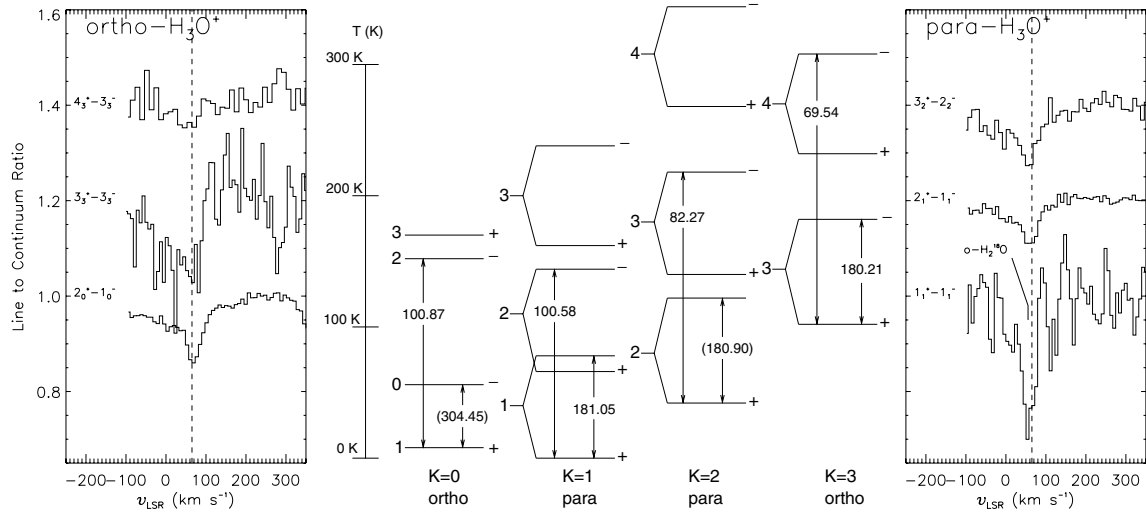 ortho-H₃O⁺
1.6
1.4
1.2
1.0
0.8
Line to Continuum Ratio
4₃⁺-3₃⁻
3₃⁺-3₃⁻
2₀⁺-1₀⁻
-200 -100 0 100 200 300
υLSR (km s⁻¹)
T (K)
300 K
200 K
100 K
0 K
3 +
2 -
100.87
0 -
(304.45)
1 +
K=0
ortho
3 - +
2 - +
100.58
1 +
181.05
K=1
para
4 - +
3 - +
82.27
2 +
(180.90)
K=2
para
4 - +
69.54
3 - +
180.21
K=3
ortho
para-H₃O⁺
3₂⁺-2₂⁻
2₁⁺-1₁⁻
o-H₂¹⁸O
1₁⁺-1₁⁻
-200 -100 0 100 200 300
υLSR (km s⁻¹)